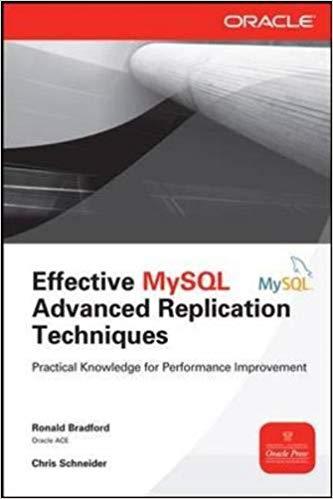 ORACLE
Effective MySQL
Advanced Replication
Techniques
MySQL
Practical Knowledge for Performance Improvement
Ronald Bradford
Oracle ACE
Chris Schneider
Oracle Press